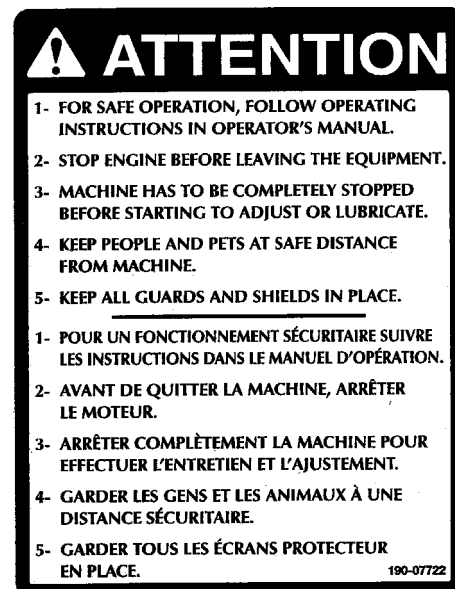 ATTENTION
1- FOR SAFE OPERATION, FOLLOW OPERATING
INSTRUCTIONS IN OPERATOR'S MANUAL.
2- STOP ENGINE BEFORE LEAVING THE EQUIPMENT.
3- MACHINE HAS TO BE COMPLETELY STOPPED
BEFORE STARTING TO ADJUST OR LUBRICATE.
4- KEEP PEOPLE AND PETS AT SAFE DISTANCE
FROM MACHINE.
5- KEEP ALL GUARDS AND SHIELDS IN PLACE.
1- POUR UN FONCTIONNEMENT SÉCURITAIRE SUIVRE
LES INSTRUCTIONS DANS LE MANUEL D'OPÉRATION.
2- AVANT DE QUITTER LA MACHINE, ARRÊTER
LE MOTEUR.
3- ARRÊTER COMPLÈTEMENT LA MACHINE POUR
EFFECTUER L'ENTRETIEN ET L'AJUSTEMENT.
4- GARDER LES GENS ET LES ANIMAUX À UNE
DISTANCE SÉCURITAIRE.
5- GARDER TOUS LES ÉCRANS PROTECTEUR
EN PLACE. 190-07722